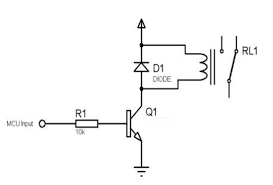 RL1
D1
DIODE
Q1
R1
MCU Input
10k